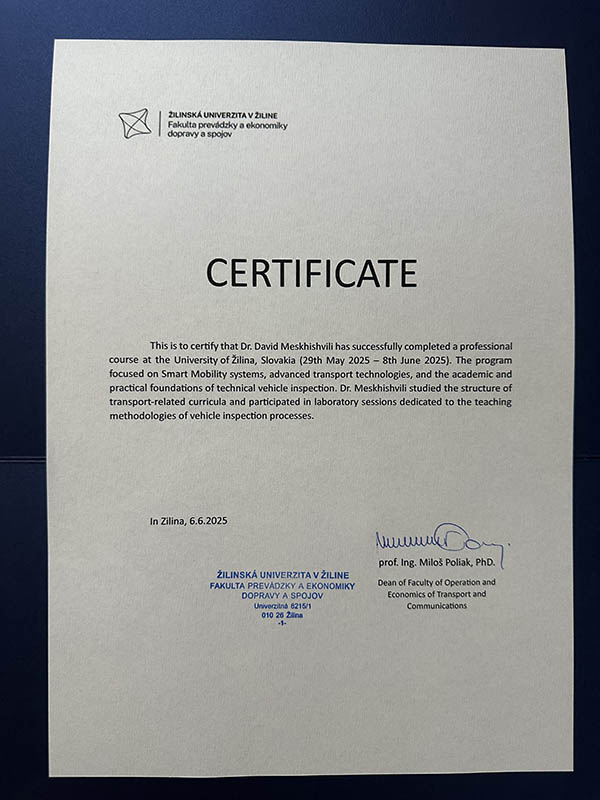 ŽILINSKÁ UNIVERZITA V ŽILINE
Fakulta prevádzky a ekonomiky
dopravy a spojov
CERTIFICATE
This is to certify that Dr. David Meskhishvili has successfully completed a professional
course at the University of Žilina, Slovakia (29th May 2025 – 8th June 2025). The program
focused on Smart Mobility systems, advanced transport technologies, and the academic and
practical foundations of technical vehicle inspection. Dr. Meskhishvili studied the structure of
transport-related curricula and participated in laboratory sessions dedicated to the teaching
methodologies of vehicle inspection processes.
In Zilina, 6.6.2025
prof. Ing. Miloš Poliak, PhD.
Dean of Faculty of Operation and
Economics of Transport and
Communications
ŽILINSKÁ UNIVERZITA V ŽILINE
FAKULTA PREVÁDZKY A EKONOMIKY
DOPRAVY A SPOJOV
Univerzitná 8215/1
010 26 Žilina
-1-